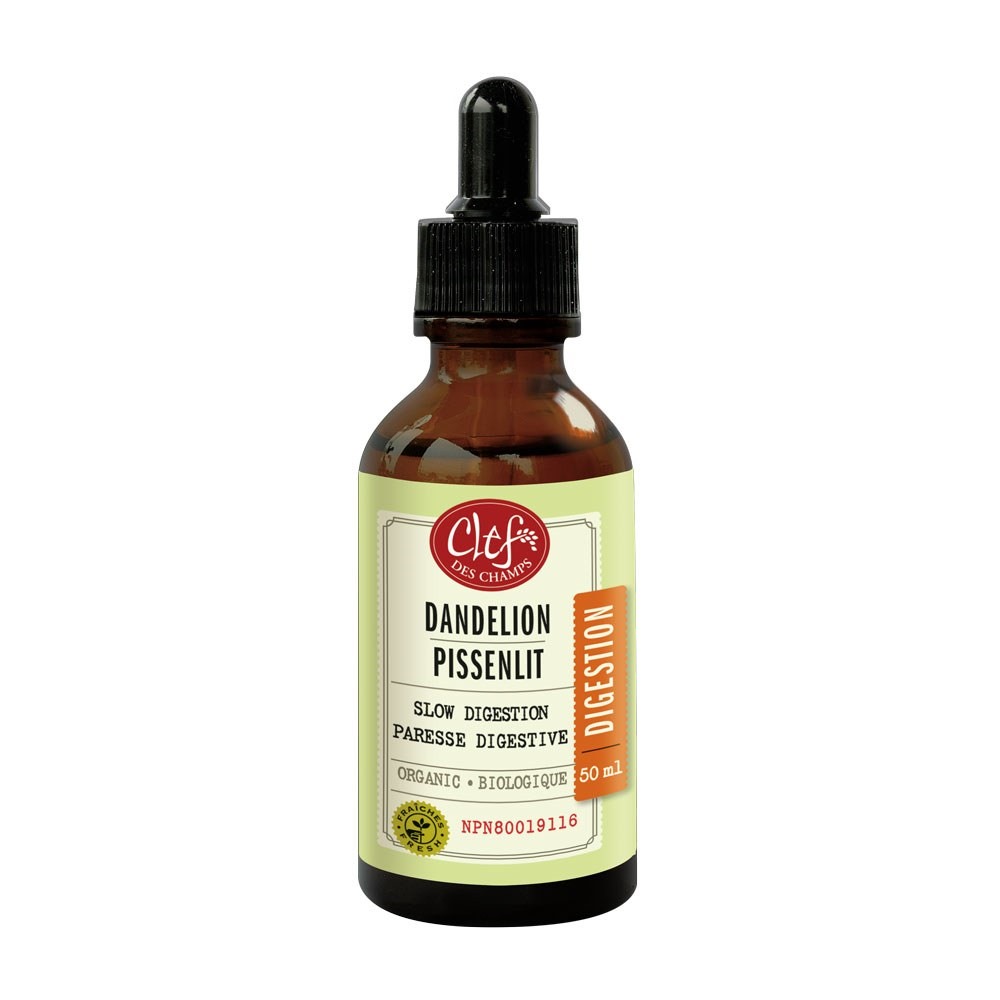 Clef
DES CHAMPS
DANDELION
PISSENLIT
SLOW DIGESTION
PARESSE DIGESTIVE
ORGANIC • BIOLOGIQUE
FRAÎCHES • FRESH •
NPN80019116
DIGESTION
50 ml